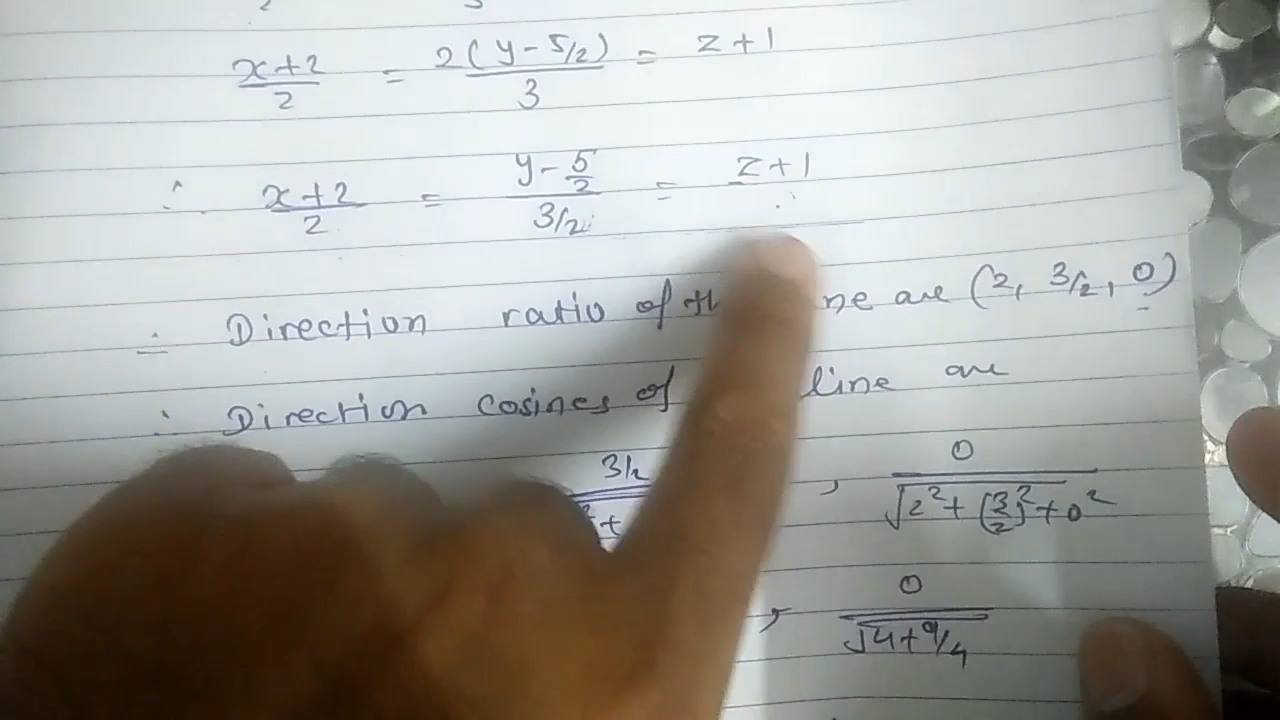 x+2/2 = 2(y-5/2)/3 = z+1
∴ x+2/2 = y-5/2/3/2 = z+1
∴ Direction ratio of are (2, 3/2, 0)
∴ Direction cosines of line are
3/2 , 0/√2²+(3/2)²+0²
, 0/√4+9/4